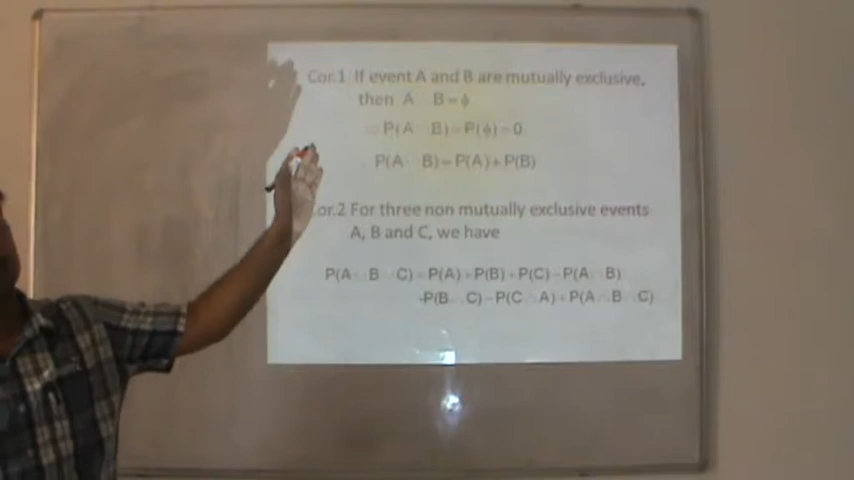 Cor.1 If event A and B are mutually exclusive,
then A B = ϕ
P(A B) = P(ϕ) = 0
P(A B) = P(A) + P(B)
or.2 For three non mutually exclusive events
A, B and C, we have
P(A B C) = P(A) + P(B) + P(C) - P(A B)
-P(B C) - P(C A) + P(A B C)